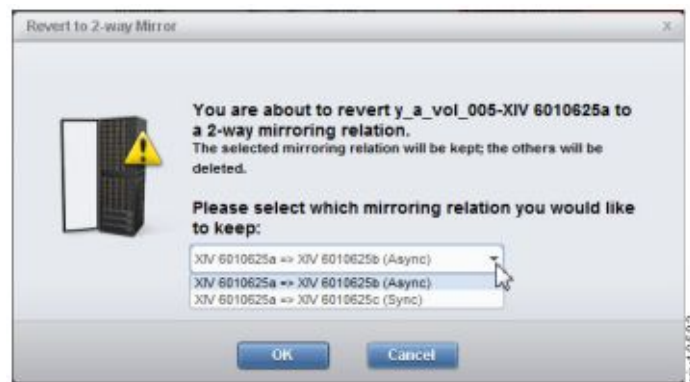 Revert to 2-way Mirror
x
You are about to revert y_a_vol_005-XIV 6010625a to
a 2-way mirroring relation.
The selected mirroring relation will be kept; the others will be
deleted.
Please select which mirroring relation you would like
to keep:
XIV 6010625a => XIV 6010625b (Async)
XIV 6010625a => XIV 6010625b (Async)
XIV 6010625a => XIV 6010625c (Sync)
OK
Cancel